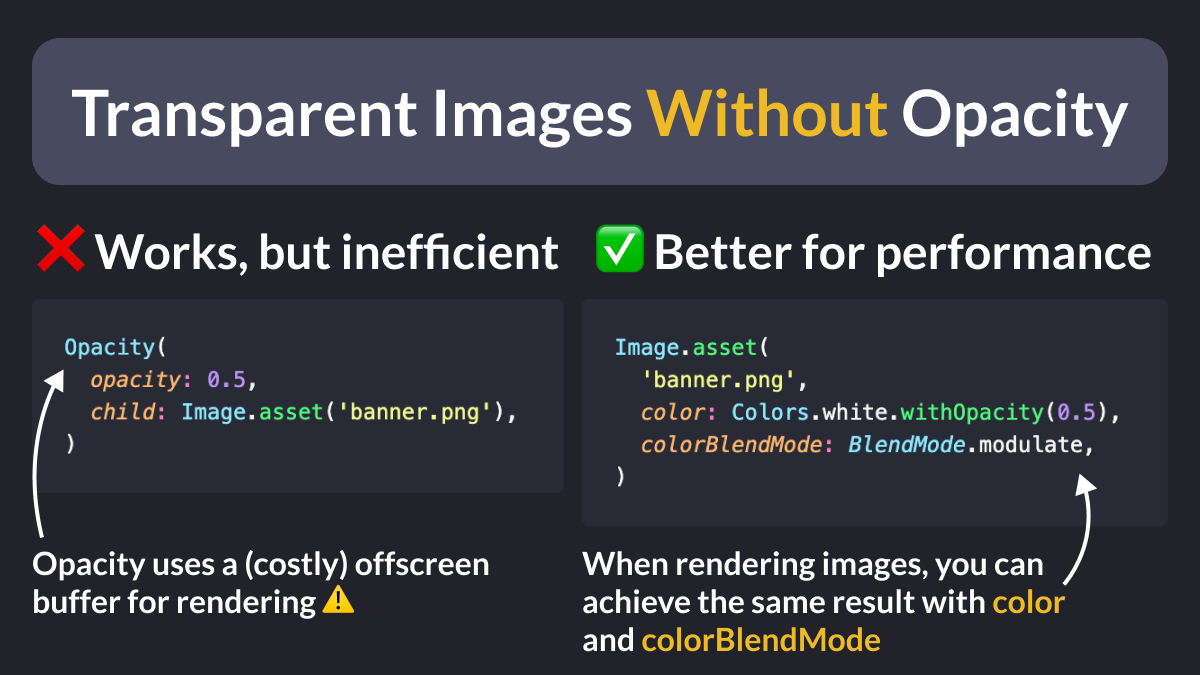 Transparent Images Without Opacity
❌ Works, but inefficient
Opacity(
  opacity: 0.5,
  child: Image.asset('banner.png'),
)
Opacity uses a (costly) offscreen
buffer for rendering ⚠️
✅ Better for performance
Image.asset(
  'banner.png',
  color: Colors.white.withOpacity(0.5),
  colorBlendMode: BlendMode.modulate,
)
When rendering images, you can
achieve the same result with color
and colorBlendMode